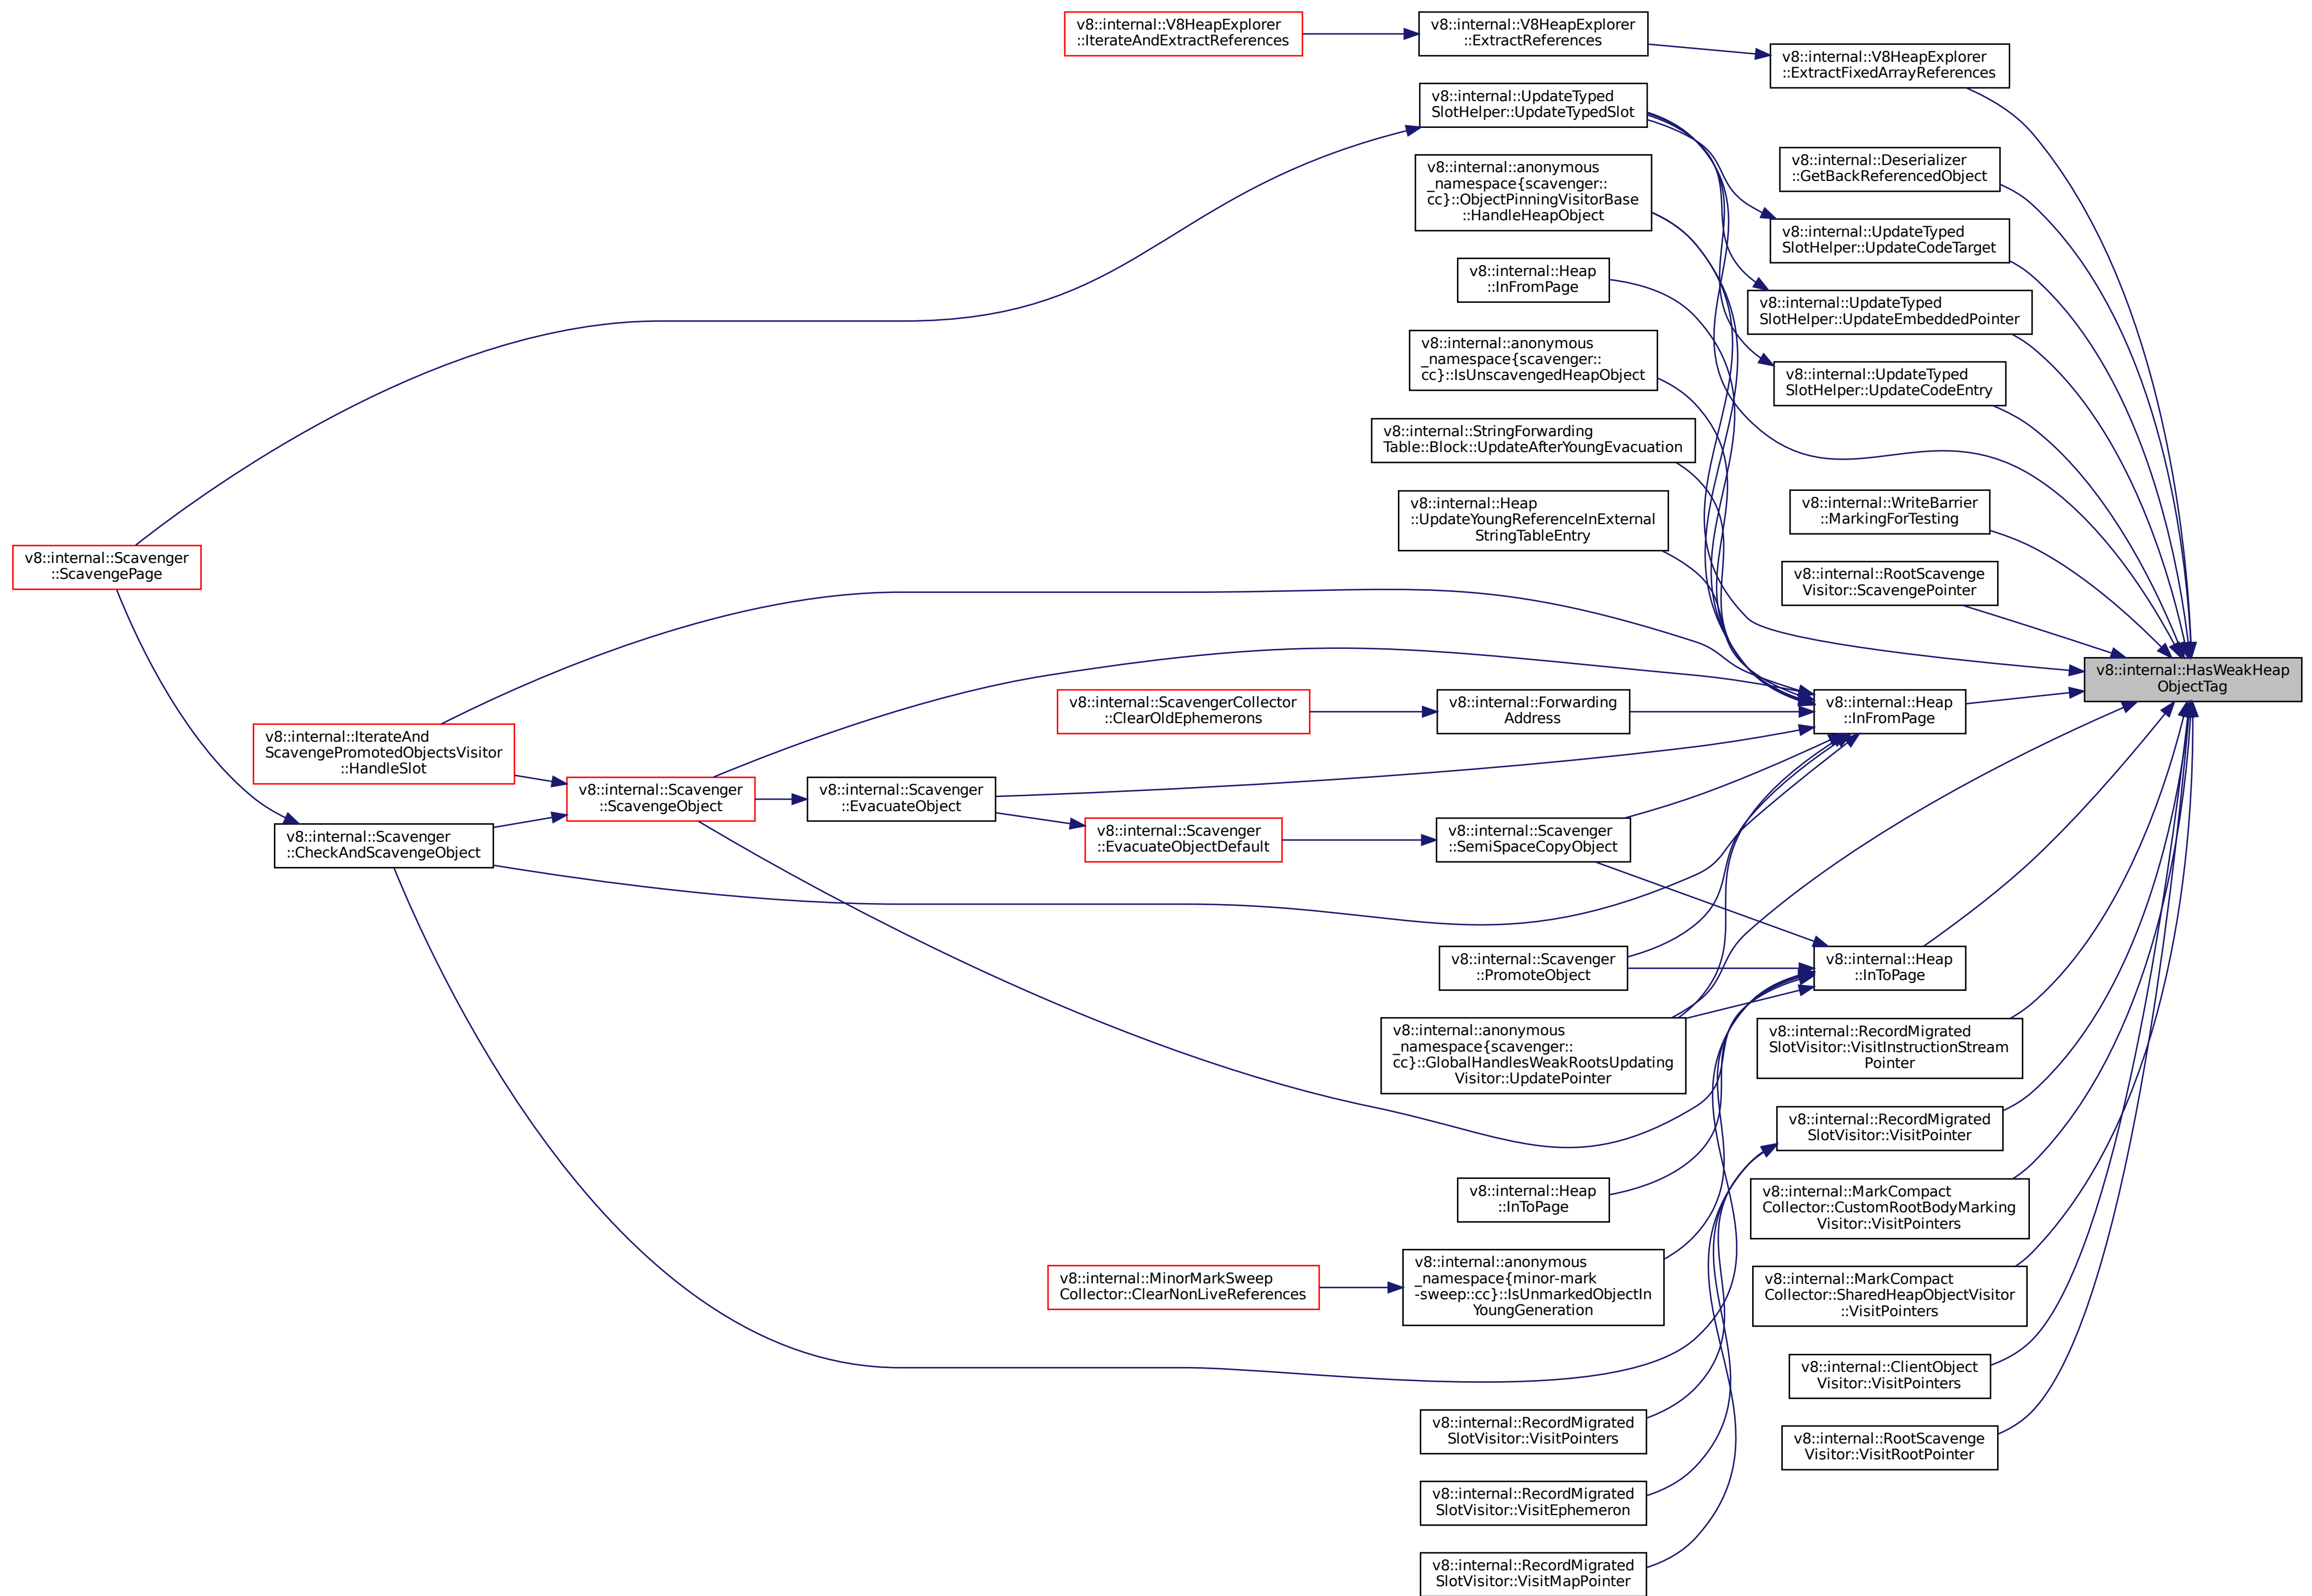 v8::internal::V8HeapExplorer
::IterateAndExtractReferences
v8::internal::V8HeapExplorer
::ExtractReferences
v8::internal::V8HeapExplorer
::ExtractFixedArrayReferences
v8::internal::UpdateTyped
SlotHelper::UpdateTypedSlot
v8::internal::Deserializer
::GetBackReferencedObject
v8::internal::anonymous
_namespace{scavenger::
cc}::ObjectPinningVisitorBase
::HandleHeapObject
v8::internal::UpdateTyped
SlotHelper::UpdateCodeTarget
v8::internal::Heap
::InFromPage
v8::internal::UpdateTyped
SlotHelper::UpdateEmbeddedPointer
v8::internal::anonymous
_namespace{scavenger::
cc}::IsUnscavengedHeapObject
v8::internal::UpdateTyped
SlotHelper::UpdateCodeEntry
v8::internal::StringForwarding
Table::Block::UpdateAfterYoungEvacuation
v8::internal::Heap
::UpdateYoungReferenceInExternal
StringTableEntry
v8::internal::WriteBarrier
::MarkingForTesting
v8::internal::Scavenger
::ScavengePage
v8::internal::RootScavenge
Visitor::ScavengePointer
v8::internal::HasWeakHeap
ObjectTag
v8::internal::ScavengerCollector
::ClearOldEphemerons
v8::internal::Forwarding
Address
v8::internal::Heap
::InFromPage
v8::internal::IterateAnd
ScavengePromotedObjectsVisitor
::HandleSlot
v8::internal::Scavenger
::ScavengeObject
v8::internal::Scavenger
::EvacuateObject
v8::internal::Scavenger
::CheckAndScavengeObject
v8::internal::Scavenger
::EvacuateObjectDefault
v8::internal::Scavenger
::SemiSpaceCopyObject
v8::internal::Scavenger
::PromoteObject
v8::internal::Heap
::InToPage
v8::internal::anonymous
_namespace{scavenger::
cc}::GlobalHandlesWeakRootsUpdating
Visitor::UpdatePointer
v8::internal::RecordMigrated
SlotVisitor::VisitInstructionStream
Pointer
v8::internal::RecordMigrated
SlotVisitor::VisitPointer
v8::internal::Heap
::InToPage
v8::internal::MarkCompact
Collector::CustomRootBodyMarking
Visitor::VisitPointers
v8::internal::MinorMarkSweep
Collector::ClearNonLiveReferences
v8::internal::anonymous
_namespace{minor-mark
-sweep::cc}::IsUnmarkedObjectIn
YoungGeneration
v8::internal::MarkCompact
Collector::SharedHeapObjectVisitor
::VisitPointers
v8::internal::ClientObject
Visitor::VisitPointers
v8::internal::RecordMigrated
SlotVisitor::VisitPointers
v8::internal::RootScavenge
Visitor::VisitRootPointer
v8::internal::RecordMigrated
SlotVisitor::VisitEphemeron
v8::internal::RecordMigrated
SlotVisitor::VisitMapPointer